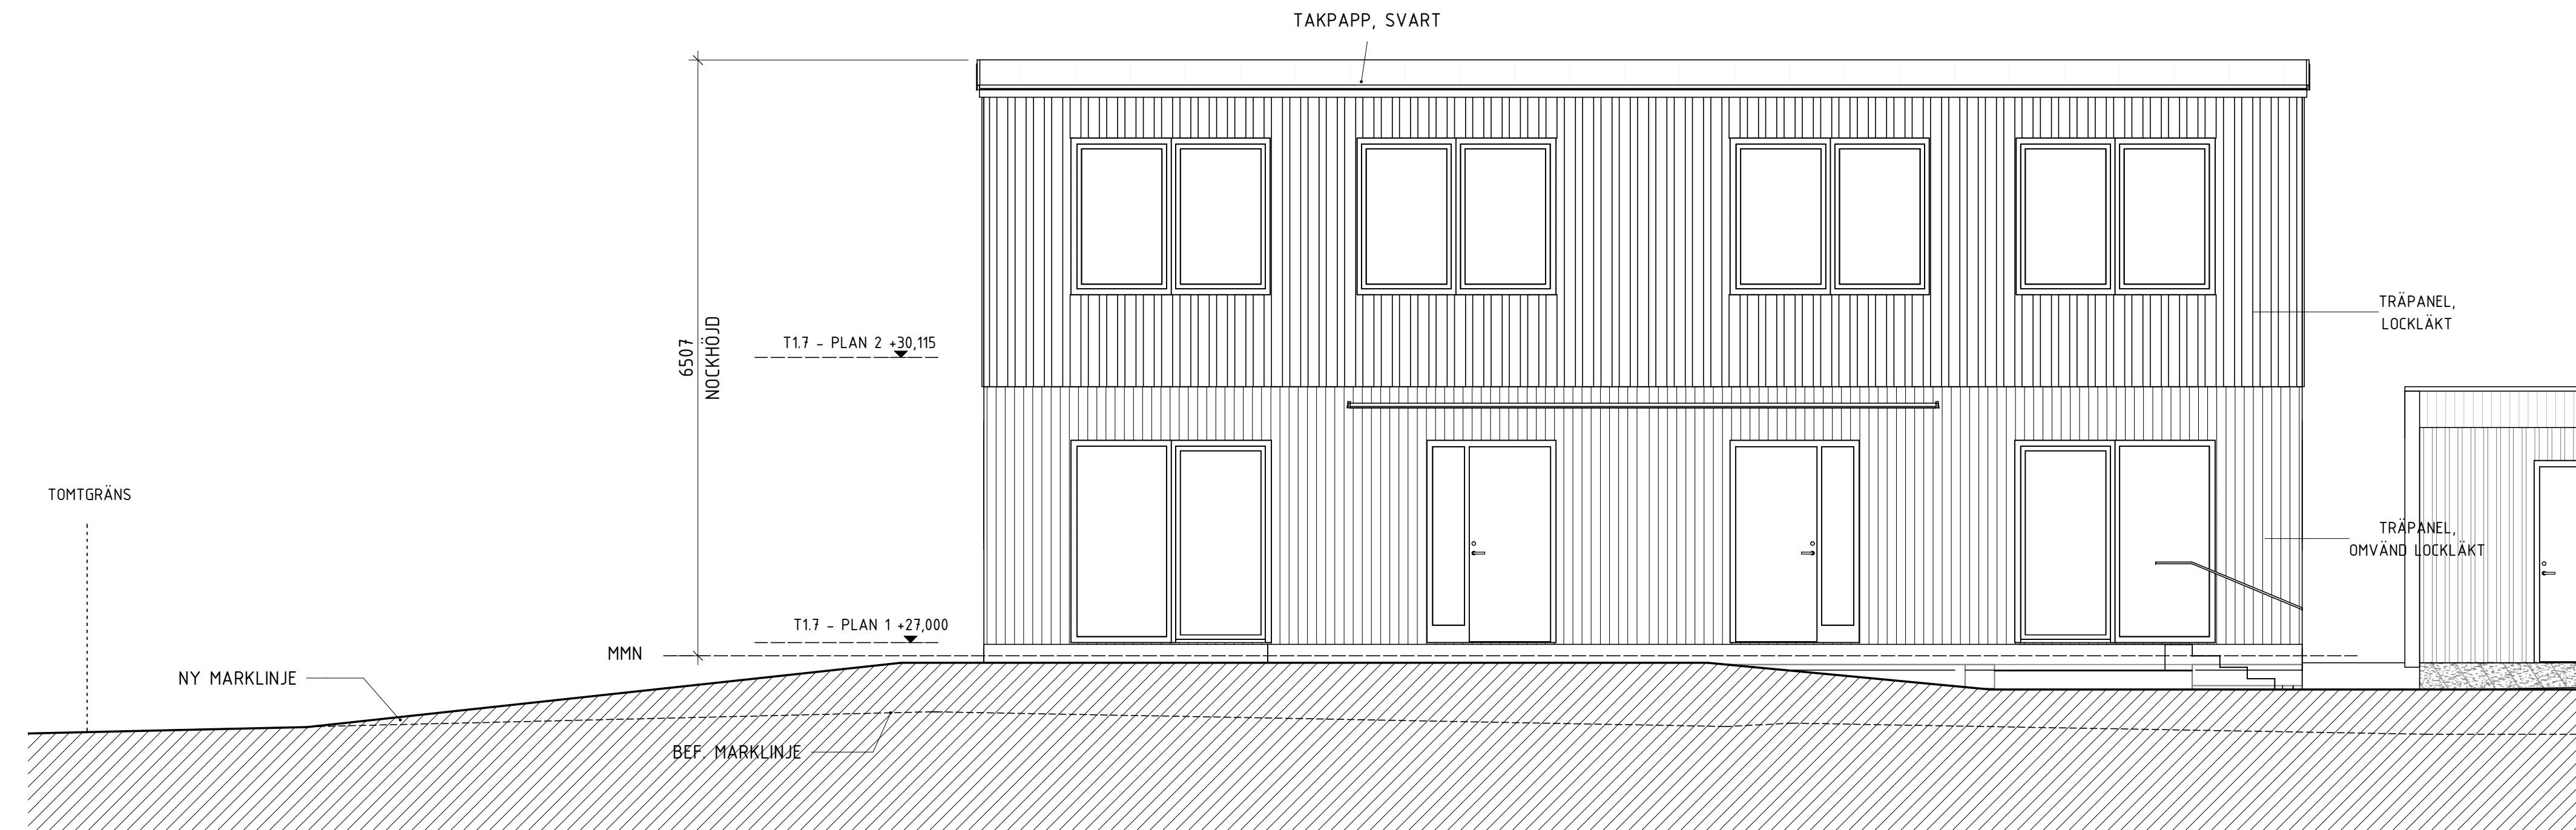 TAKPAPP, SVART
6507
NOCKHÖJD
T1.7 - PLAN 2 +30,115
TRÄPANEL,
LOCKLÄKT
TOMTGRÄNS
TRÄPANEL,
OMVÄND LOCKLÄKT
T1.7 - PLAN 1 +27,000
MMN
NY MARKLINJE
BEF. MARKLINJE